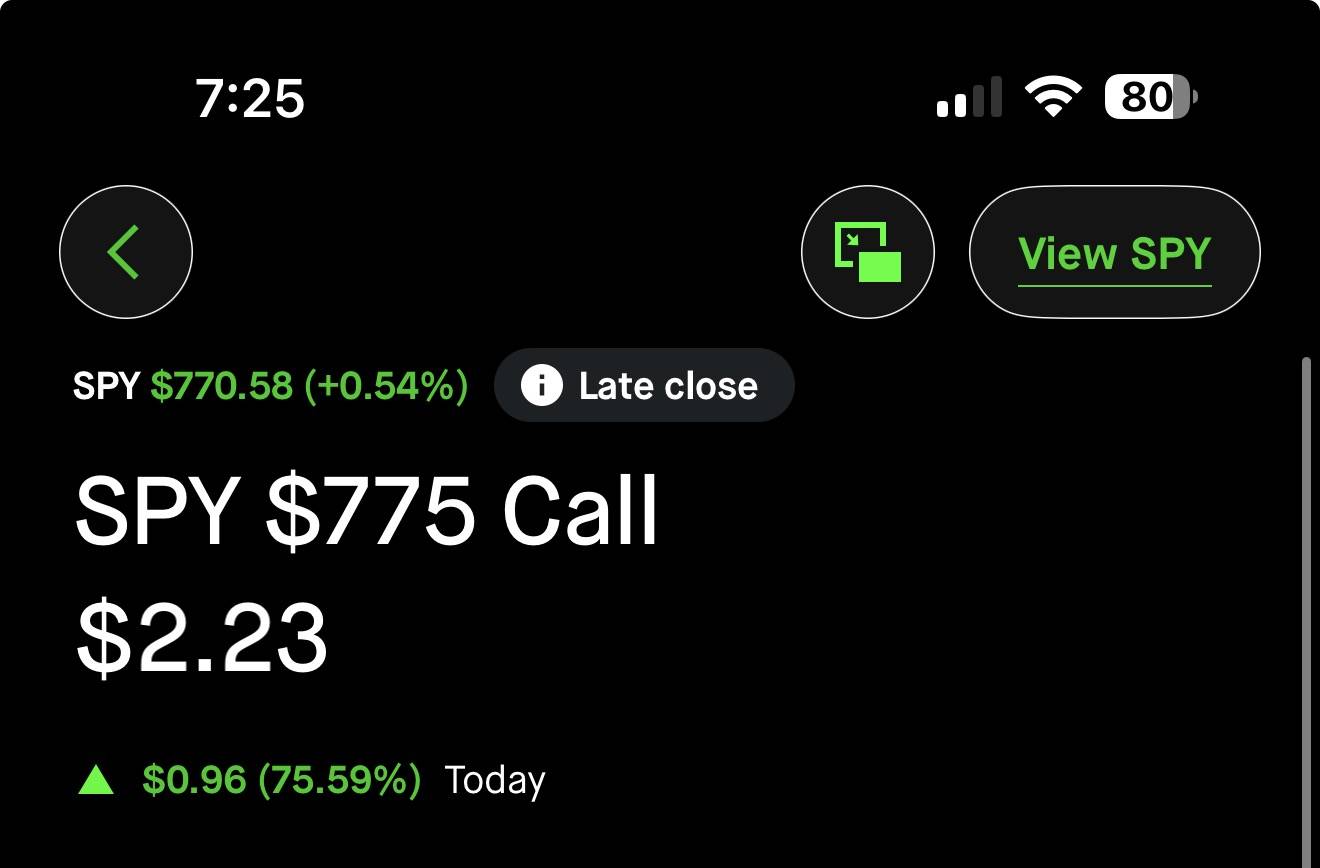 7:25 80
View SPY
SPY $770.58 (+0.54%) Late close
SPY $775 Call
$2.23
$0.96 (75.59%) Today